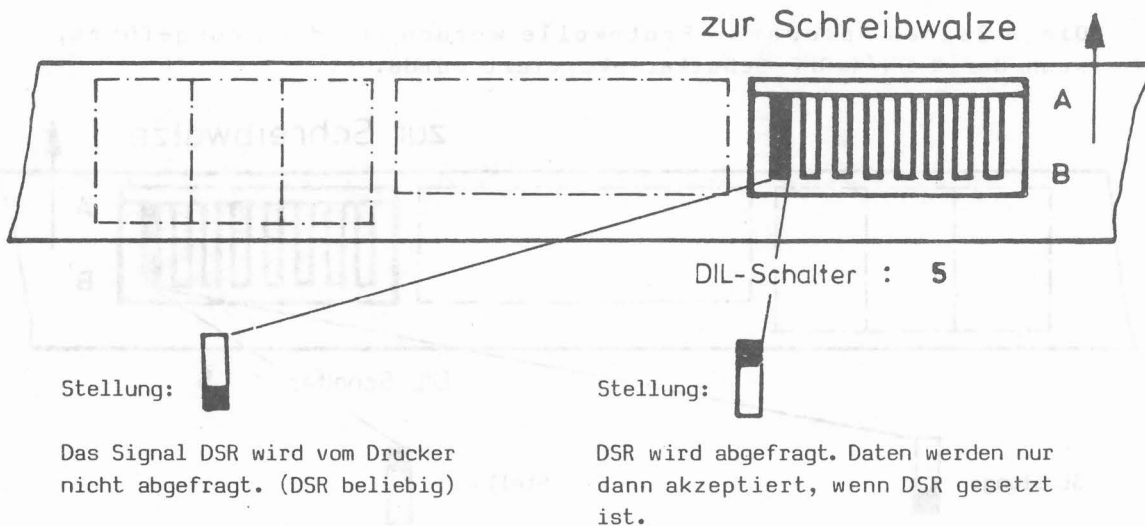 zur Schreibwalze
A
B
DIL-Schalter : 5
Stellung:
Das Signal DSR wird vom Drucker
nicht abgefragt. (DSR beliebig)
Stellung:
DSR wird abgefragt. Daten werden nur
dann akzeptiert, wenn DSR gesetzt
ist.